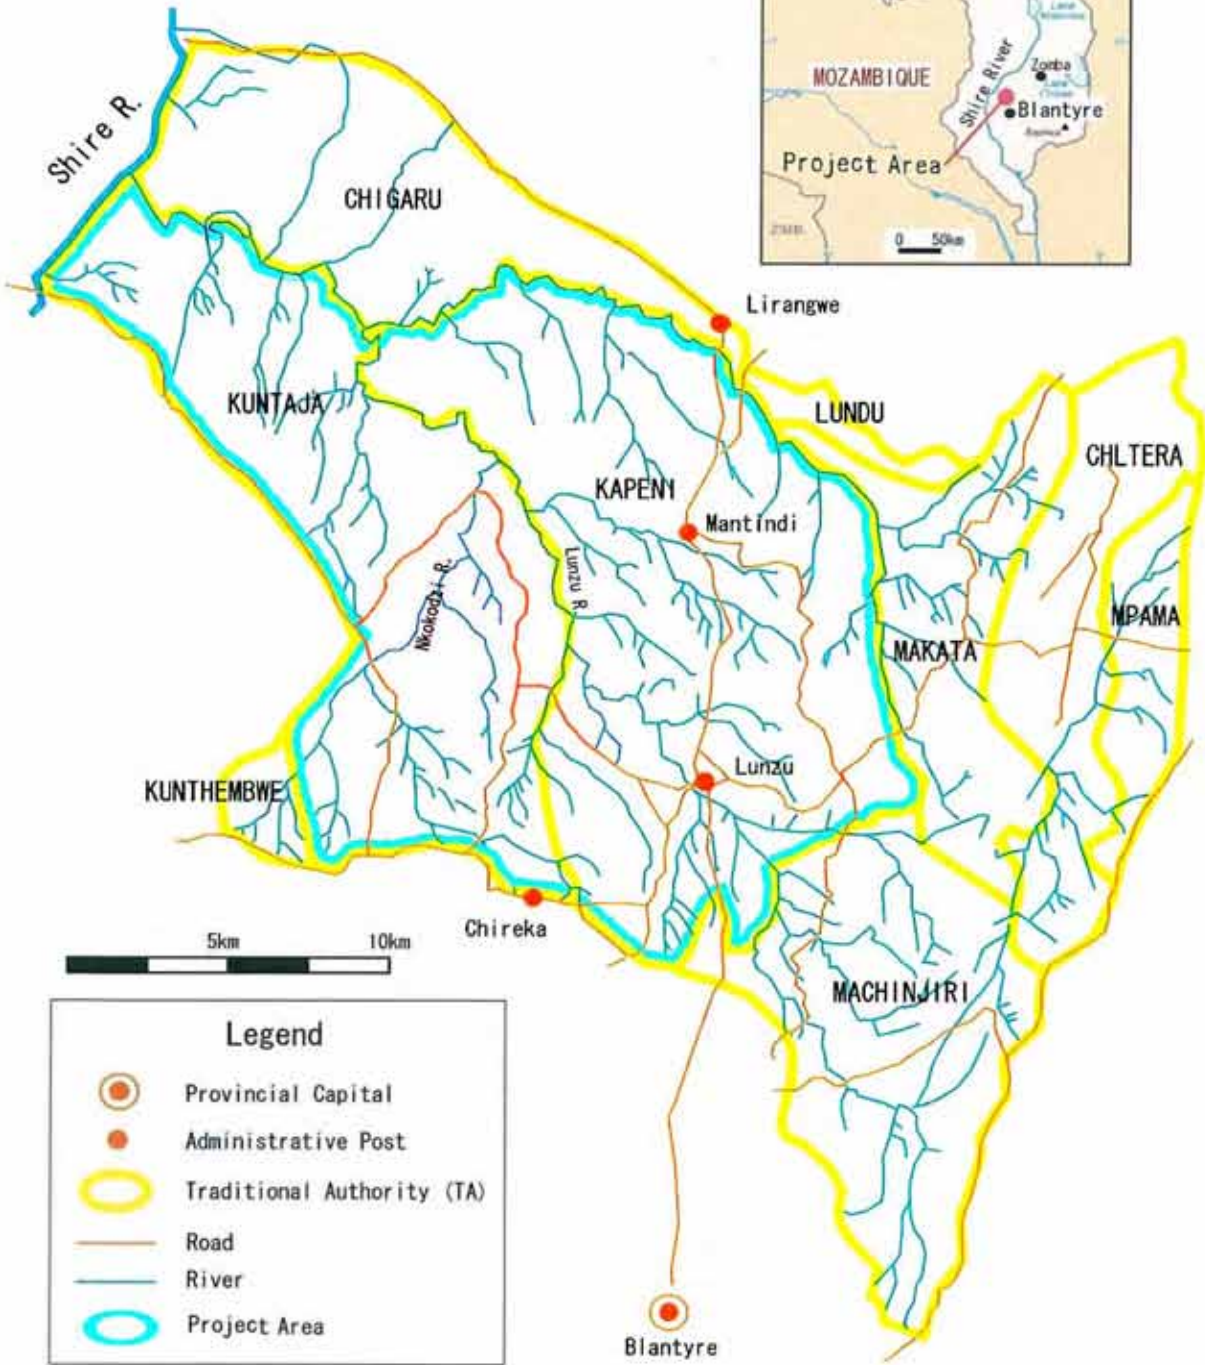 MOZAMBIQUE
Shire River
Zomba
Blantyre
Project Area
0 50km
Shire R.
CHIGARU
Lirangwe
KUNTAJA
LUNDU
CHLTERA
KAPENI
Mantindi
Nkokodzi R.
Lunzu R
MPAMA
MAKATA
KUNTHEMBWE
Lunzu
Chireka
5km 10km
MACHINJIRI
Legend
Provincial Capital
Administrative Post
Traditional Authority (TA)
Road
River
Project Area
Blantyre